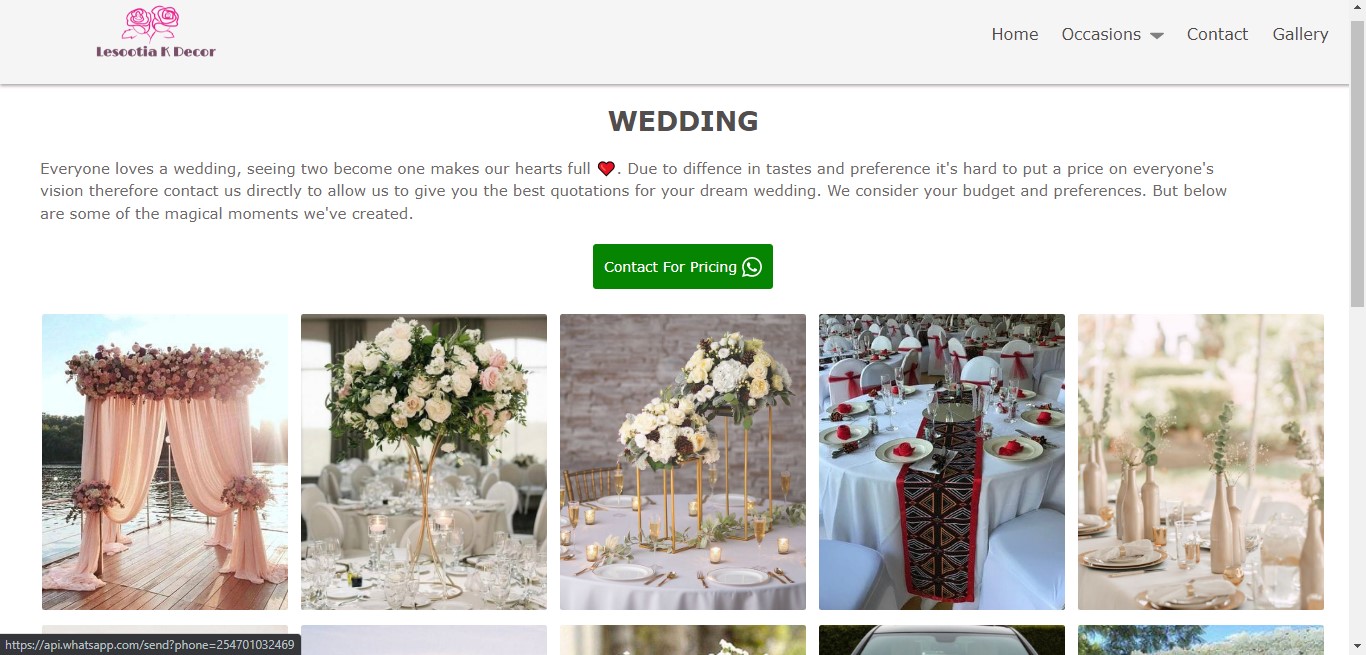 Lesootia K Decor
Home Occasions Contact Gallery
WEDDING
Everyone loves a wedding, seeing two become one makes our hearts full ❤️. Due to diffence in tastes and preference it's hard to put a price on everyone's
vision therefore contact us directly to allow us to give you the best quotations for your dream wedding. We consider your budget and preferences. But below
are some of the magical moments we've created.
Contact For Pricing
https://api.whatsapp.com/send?phone=254701032469